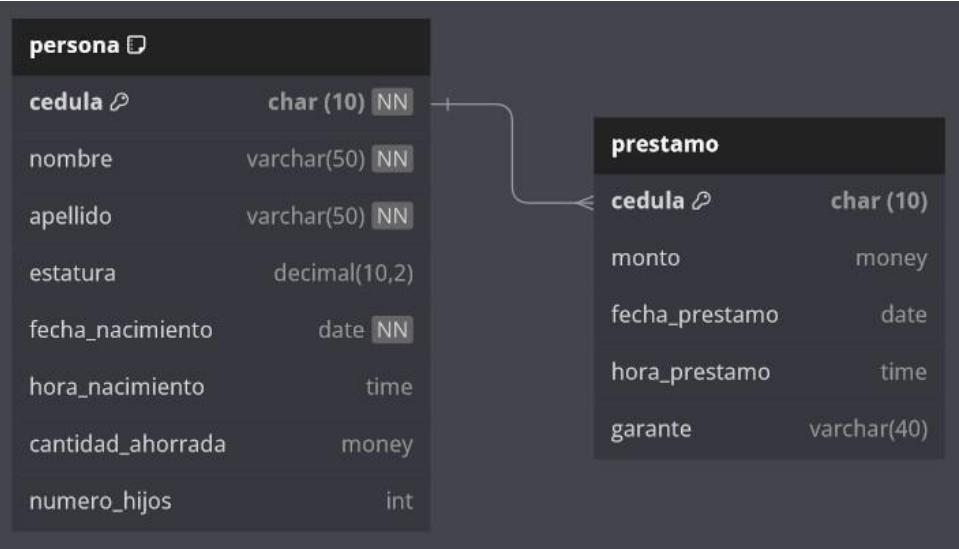 persona
cedula char (10) NN
nombre varchar(50) NN
apellido varchar(50) NN
estatura decimal(10,2)
fecha_nacimiento date NN
hora_nacimiento time
cantidad_ahorrada money
numero_hijos int
prestamo
cedula char (10)
monto money
fecha_prestamo date
hora_prestamo time
garante varchar(40)